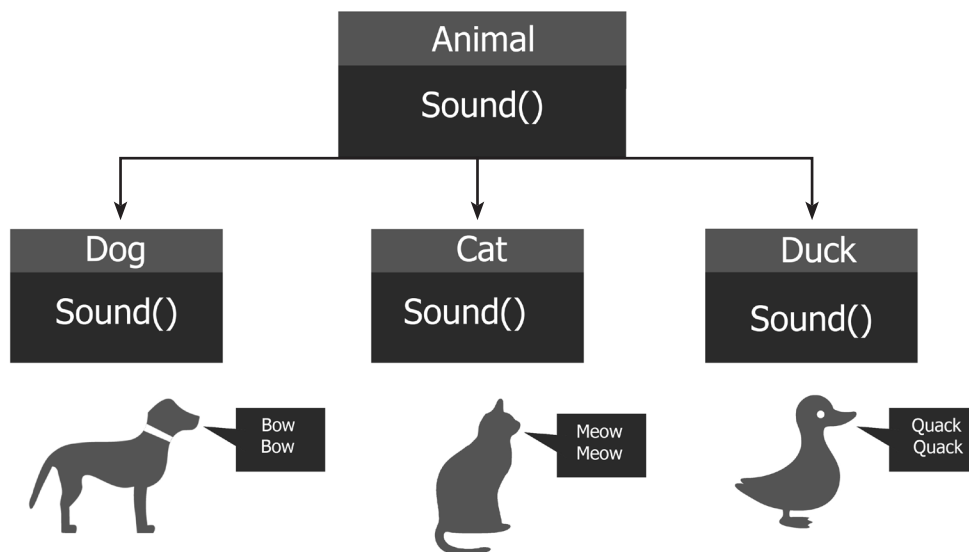 Animal
Sound()
Dog
Cat
Duck
Sound()
Sound()
Sound()
Bow
Bow
Meow
Meow
Quack
Quack